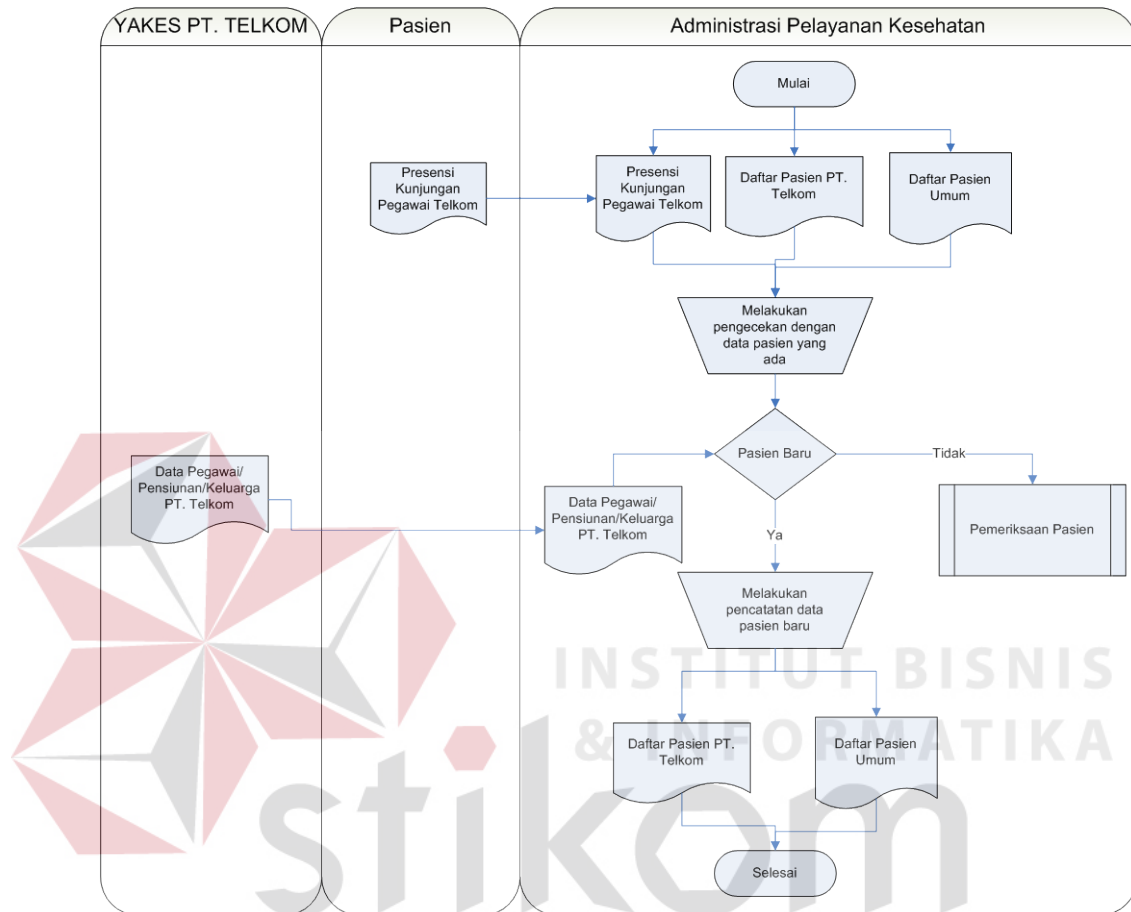 YAKES PT. TELKOM
Pasien
Administrasi Pelayanan Kesehatan
Mulai
Presensi
Kunjungan
Pegawai Telkom
Presensi
Kunjungan
Pegawai Telkom
Daftar Pasien PT.
Telkom
Daftar Pasien
Umum
Melakukan
pengecekan dengan
data pasien yang
ada
Pasien Baru
Tidak
Data Pegawai/
Pensiunan/Keluarga
PT. Telkom
Data Pegawai/
Pensiunan/Keluarga
PT. Telkom
Pemeriksaan Pasien
Ya
Melakukan
pencatatan data
pasien baru
INSTITUT BISNIS
& INFORMATIKA
Daftar Pasien PT.
Telkom
Daftar Pasien
Umum
stikom
Selesai